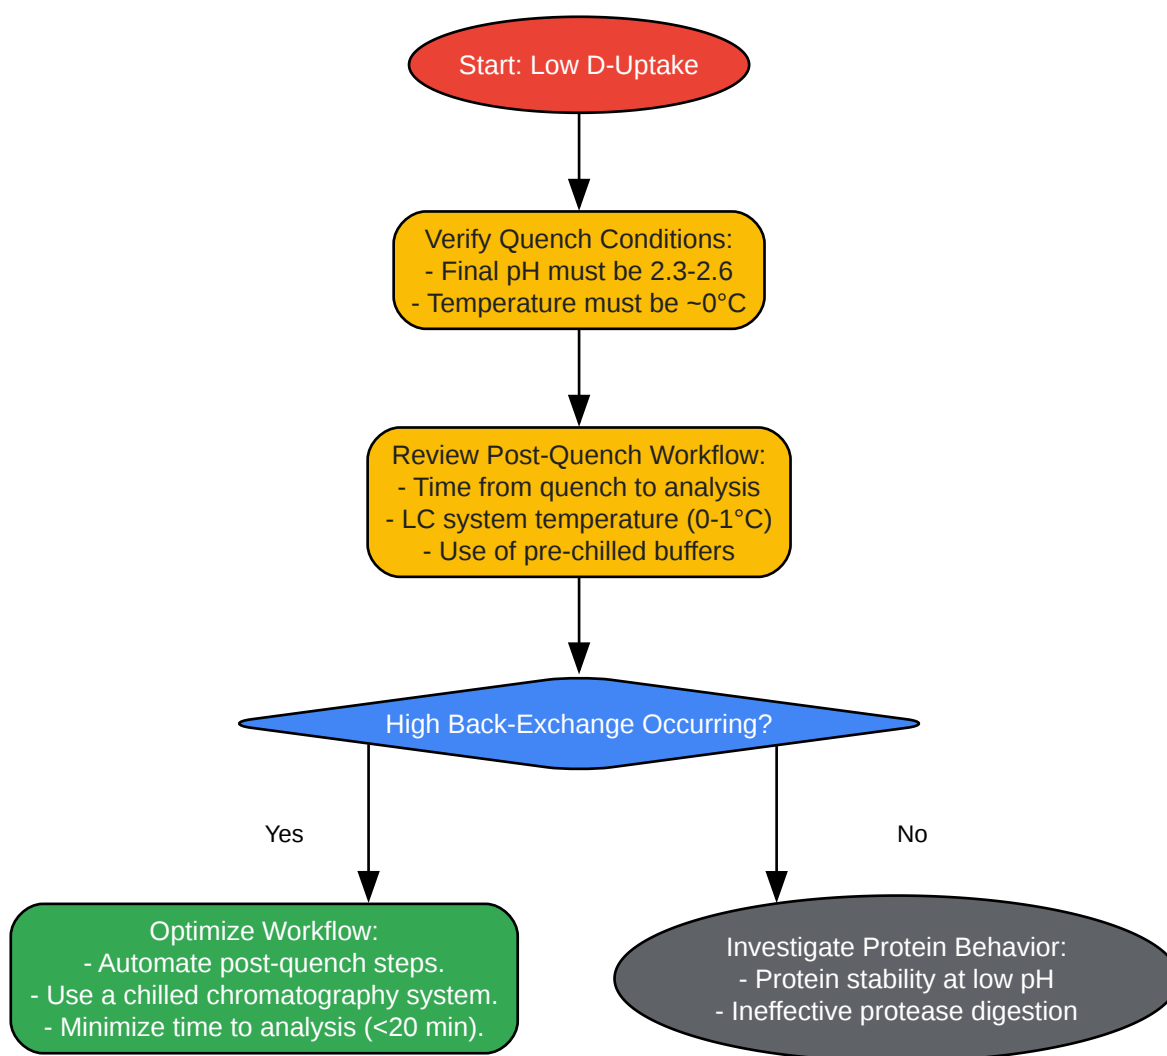 Start: Low D-Uptake
Verify Quench Conditions:
- Final pH must be 2.3-2.6
- Temperature must be ~0°C
Review Post-Quench Workflow:
- Time from quench to analysis
- LC system temperature (0-1°C)
- Use of pre-chilled buffers
High Back-Exchange Occurring?
Yes
No
Optimize Workflow:
- Automate post-quench steps.
- Use a chilled chromatography system.
- Minimize time to analysis (<20 min).
Investigate Protein Behavior:
- Protein stability at low pH
- Ineffective protease digestion